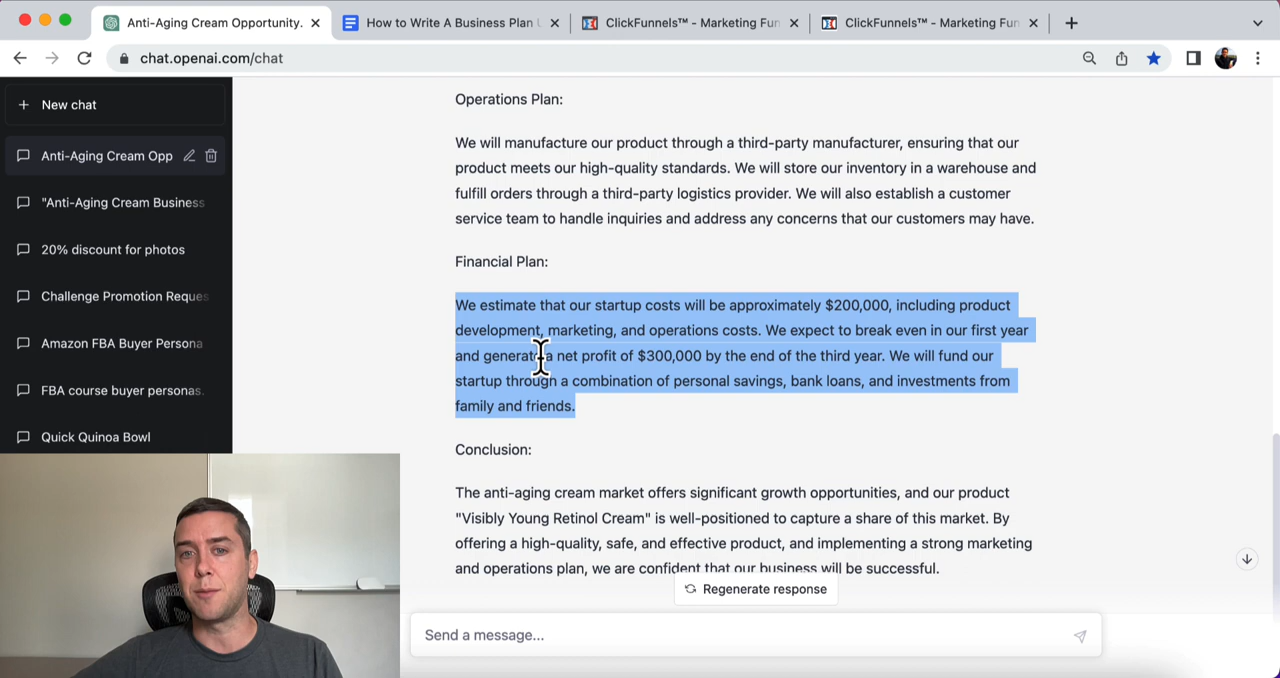 Anti-Aging Cream Opportunity.
How to Write A Business Plan
ClickFunnels™ - Marketing Fun
ClickFunnels™ - Marketing Fun
chat.openai.com/chat
New chat
Anti-Aging Cream Opp
"Anti-Aging Cream Business
20% discount for photos
Challenge Promotion Reques
Amazon FBA Buyer Persona
FBA course buyer personas.
Quick Quinoa Bowl
Operations Plan:
We will manufacture our product through a third-party manufacturer, ensuring that our
product meets our high-quality standards. We will store our inventory in a warehouse and
fulfill orders through a third-party logistics provider. We will also establish a customer
service team to handle inquiries and address any concerns that our customers may have.
Financial Plan:
We estimate that our startup costs will be approximately $200,000, including product
development, marketing, and operations costs. We expect to break even in our first year
and generate a net profit of $300,000 by the end of the third year. We will fund our
startup through a combination of personal savings, bank loans, and investments from
family and friends.
Conclusion:
The anti-aging cream market offers significant growth opportunities, and our product
"Visibly Young Retinol Cream" is well-positioned to capture a share of this market. By
offering a high-quality, safe, and effective product, and implementing a strong marketing
and operations plan, we are confident that our business will be successful.
Regenerate response
Send a message...